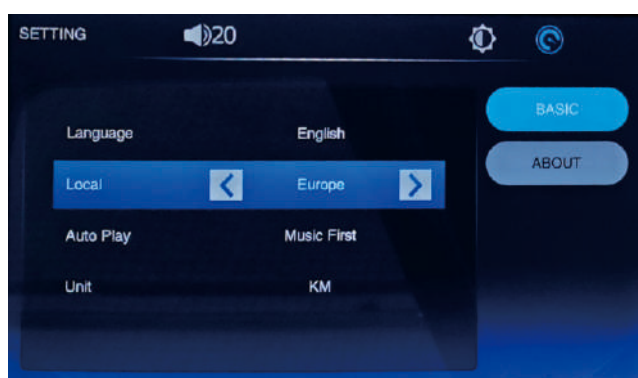 SETTING 20
BASIC
Language English
ABOUT
Local Europe
Auto Play Music First
Unit KM